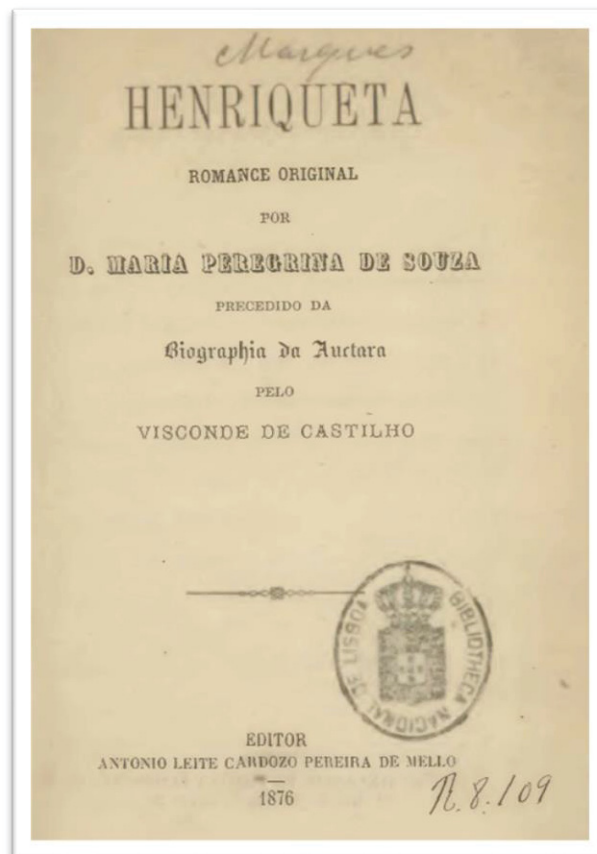 Marques
HENRIQUETA
ROMANCE ORIGINAL
POR
D. MARIA PEREGRINA DE SOUZA
PRECEDIDO DA
Biographia da Auctora
PELO
VISCONDE DE CASTILHO
BIBLIOTHECA NACIONAL DE LISBOA
EDITOR
ANTONIO LEITE CARDOZO PEREIRA DE MELLO
1876
R. 8.109